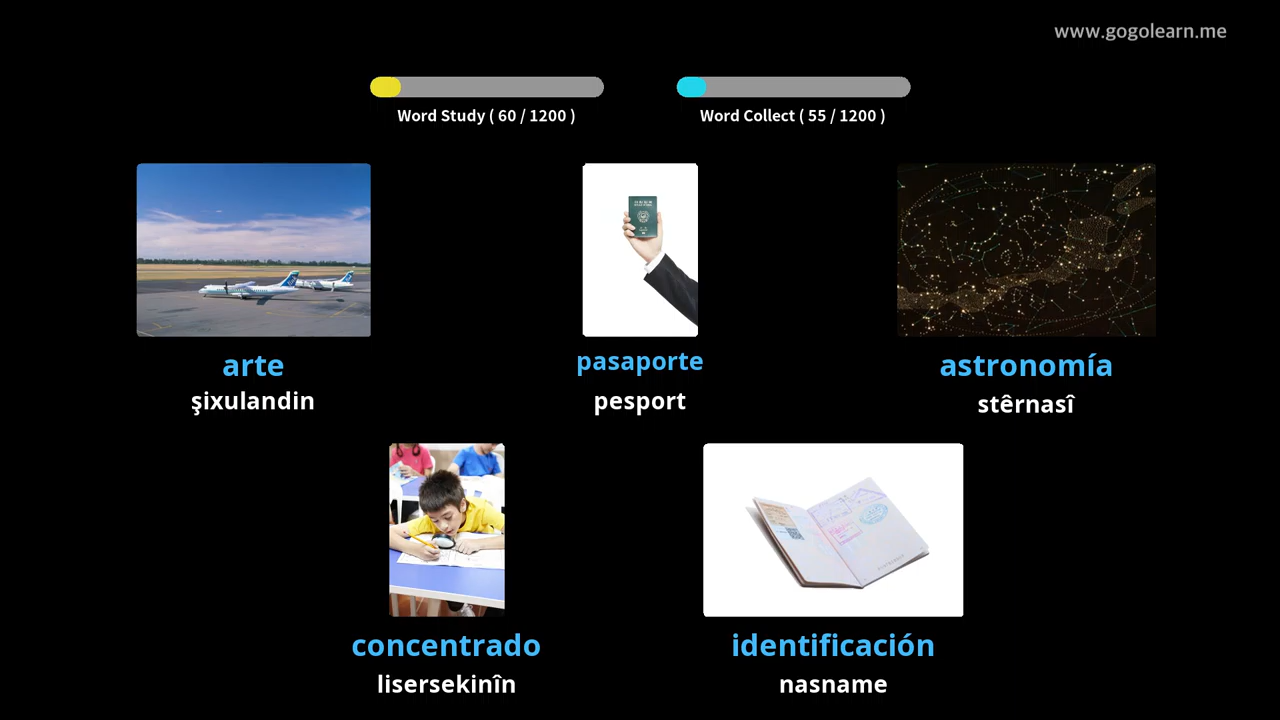 www.gogolearn.me
Word Study ( 60 / 1200 )
Word Collect ( 55 / 1200 )
arte
şixulandin
pasaporte
pesport
astronomía
stêrnasî
concentrado
lisersekinîn
identificación
nasname